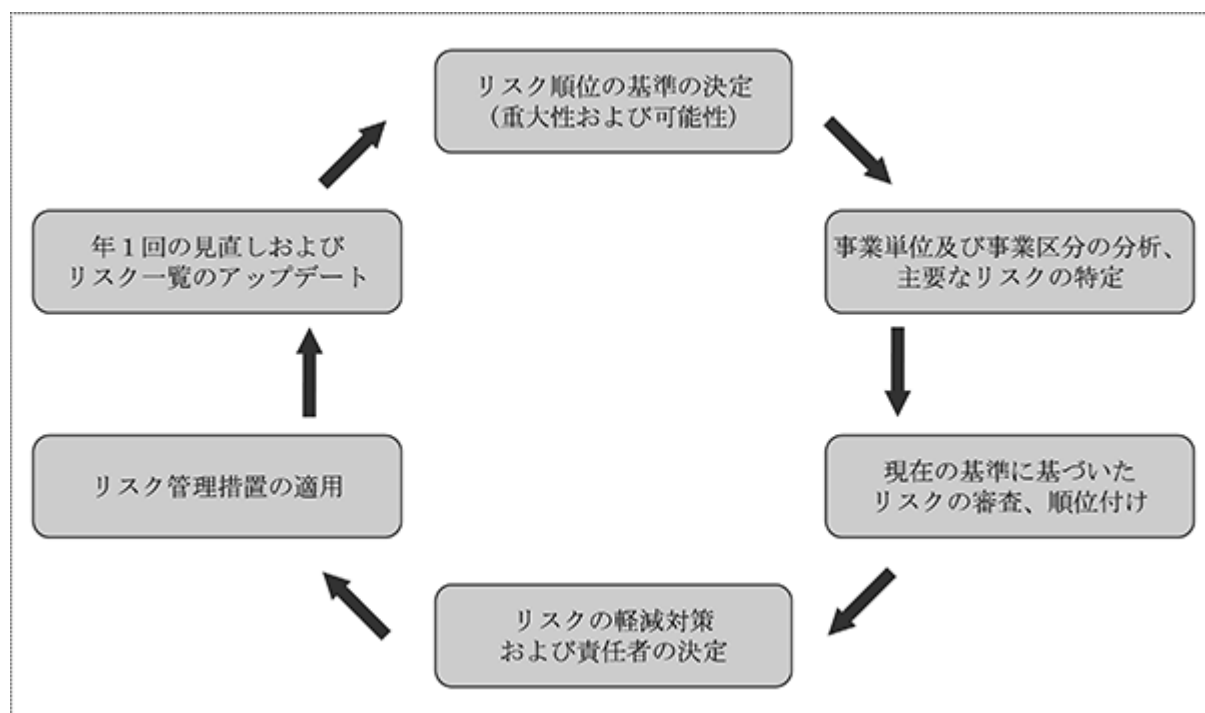 リスク順位の基準の決定
（重大性および可能性）
事業単位及び事業区分の分析、
主要なリスクの特定
現在の基準に基づいた
リスクの審査、順位付け
リスクの軽減対策
および責任者の決定
リスク管理措置の適用
年１回の見直しおよび
リスク一覧のアップデート